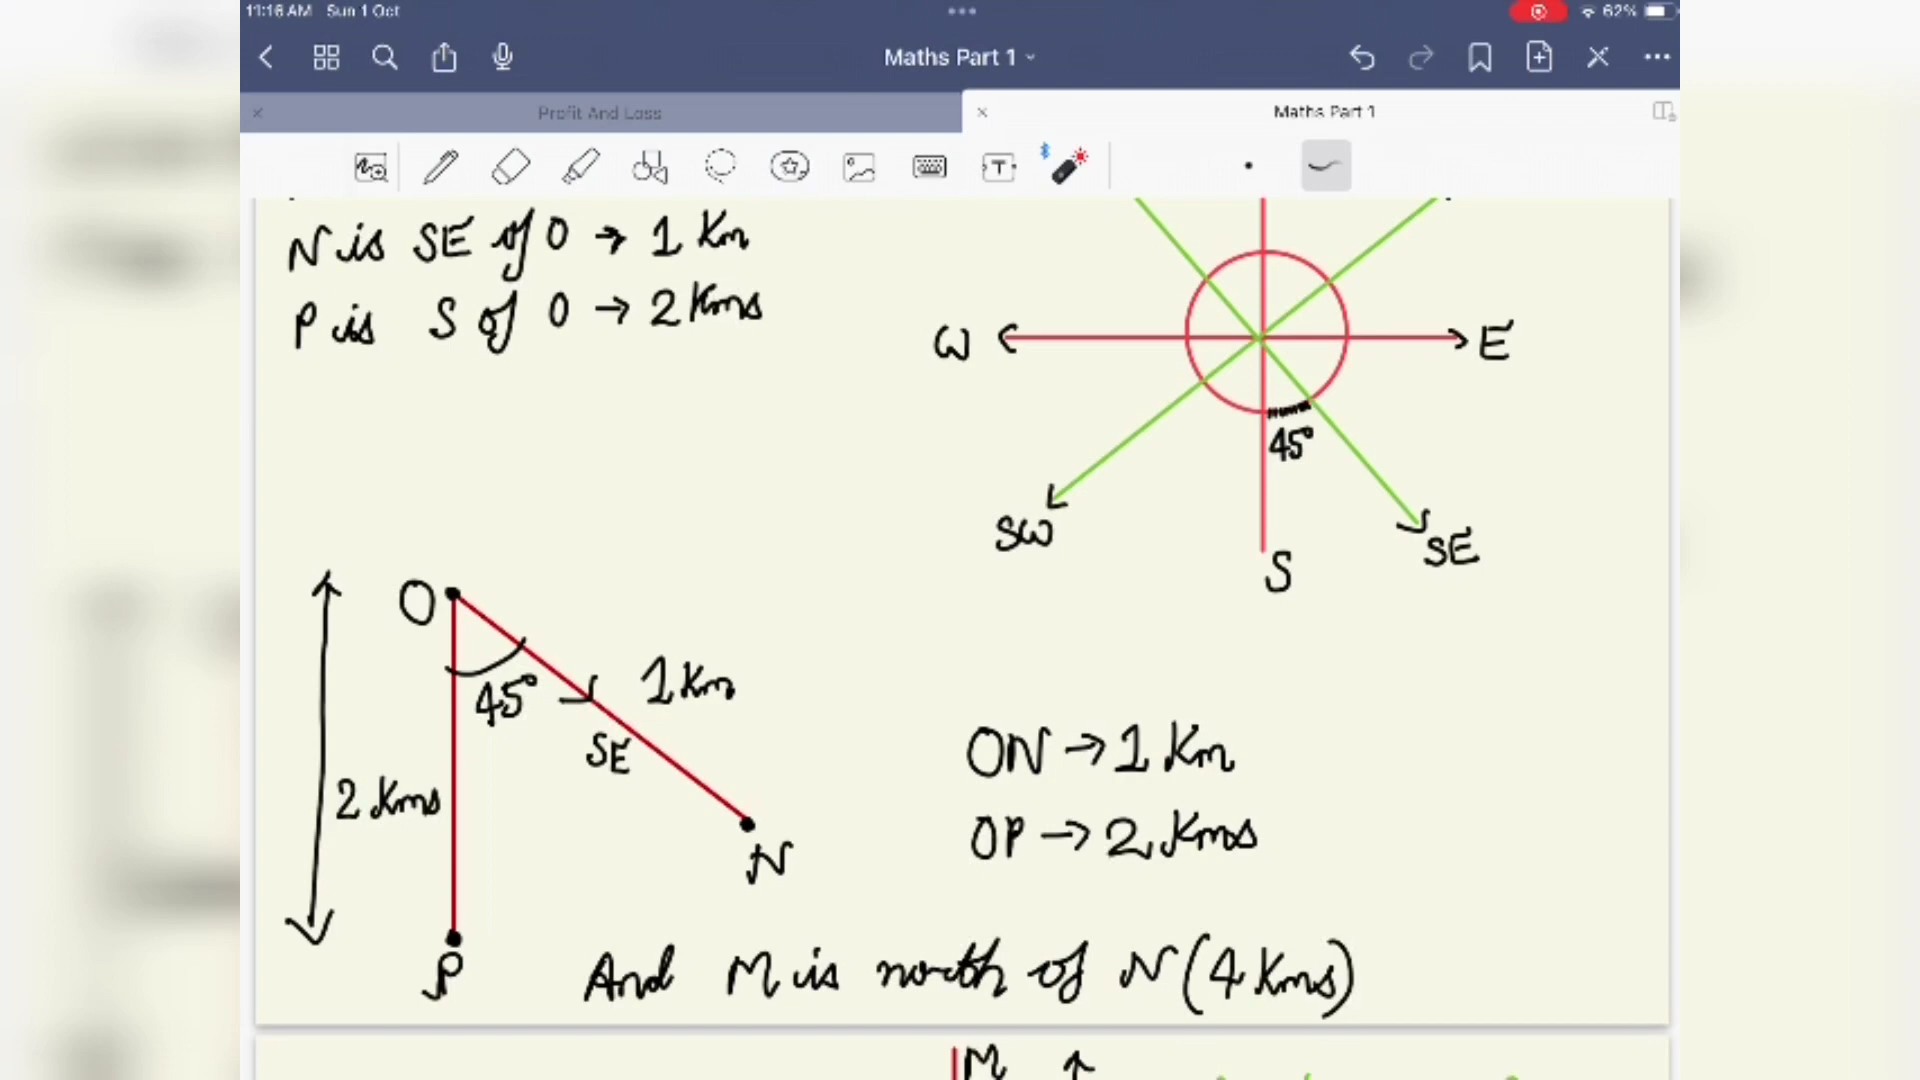 11:16 AM Sun 1 Oct
62%
Maths Part 1
Profit And Loss
Maths Part 1
N is SE of O → 1 Km
P is S of O → 2 Kms
W
E
45°
SW
SE
S
O
45°
1 Km
SE
2 Kms
N
P
ON → 1 Km
OP → 2 Kms
And M is north of N (4 Kms)
M